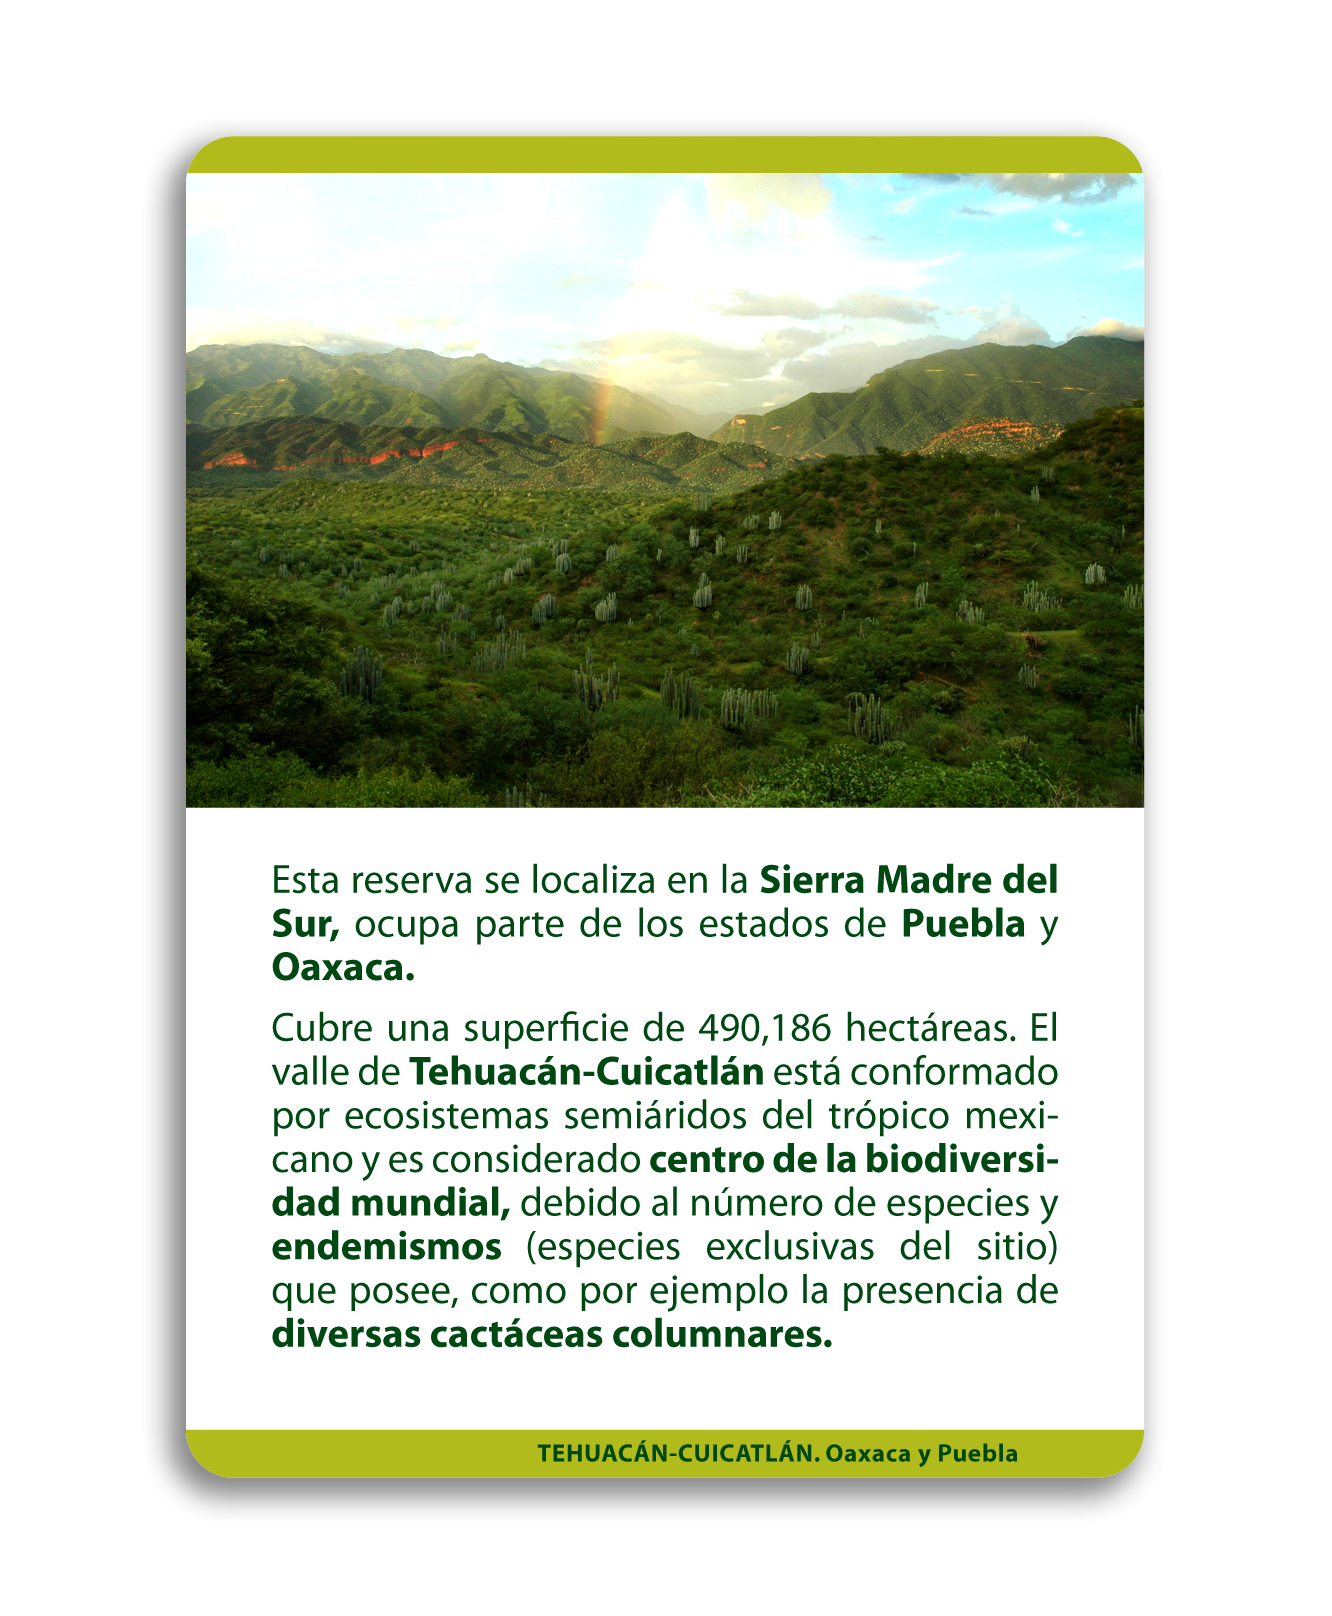 Esta reserva se localiza en la Sierra Madre del
Sur, ocupa parte de los estados de Puebla y
Oaxaca.
Cubre una superficie de 490,186 hectáreas. El
valle de Tehuacán-Cuicatlán está conformado
por ecosistemas semiáridos del trópico mexi-
cano y es considerado centro de la biodiversi-
dad mundial, debido al número de especies y
endemismos (especies exclusivas del sitio)
que posee, como por ejemplo la presencia de
diversas cactáceas columnares.
TEHUACÁN-CUICATLÁN. Oaxaca y Puebla